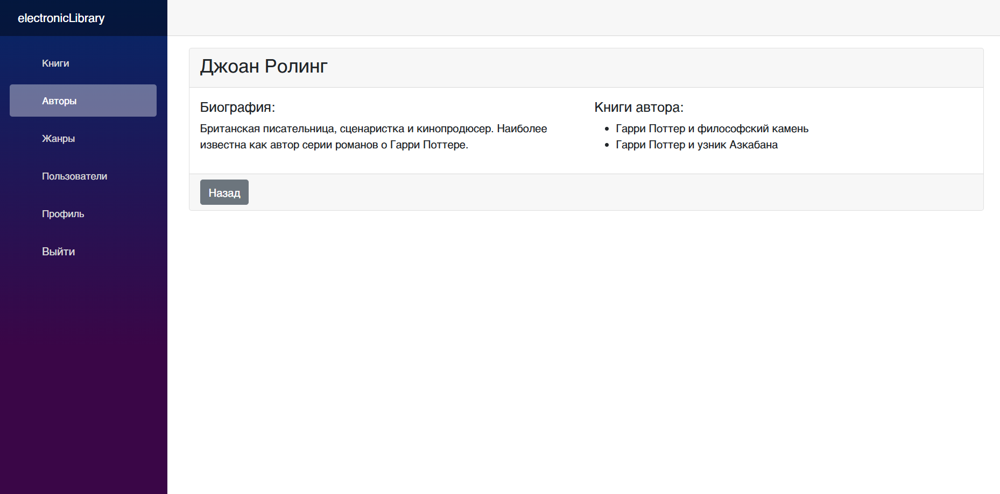 electronicLibrary
Книги
Авторы
Жанры
Пользователи
Профиль
Выйти
Джоан Ролинг
Биография:
Британская писательница, сценаристка и кинопродюсер. Наиболее
известна как автор серии романов о Гарри Поттере.
Книги автора:
Гарри Поттер и философский камень
Гарри Поттер и узник Азкабана
Назад